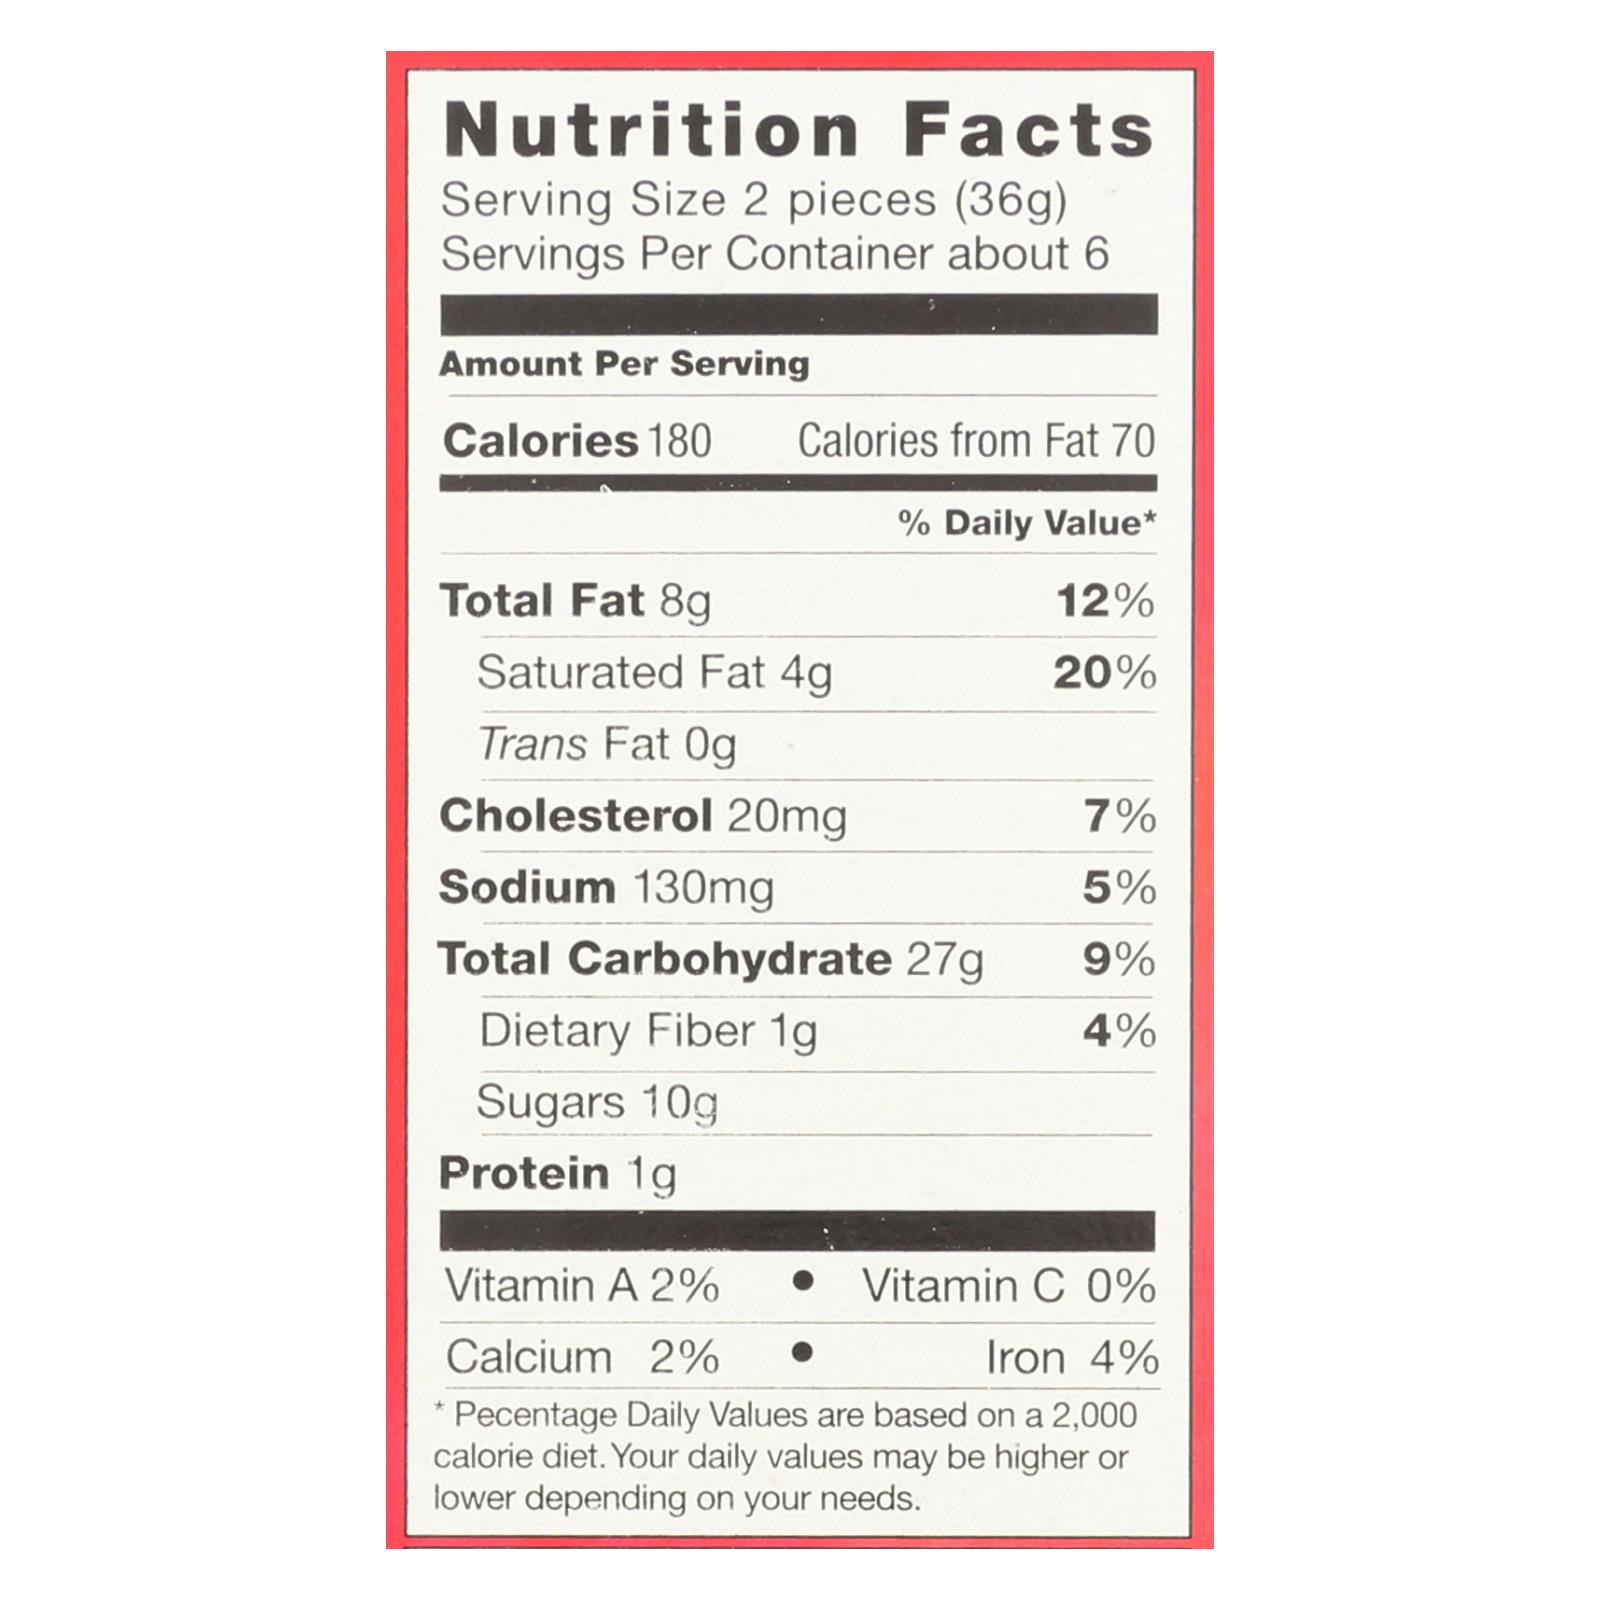 Nutrition Facts
Serving Size 2 pieces (36g)
Servings Per Container about 6
Amount Per Serving
Calories 180 Calories from Fat 70
% Daily Value*
Total Fat 8g 12%
Saturated Fat 4g 20%
Trans Fat 0g
Cholesterol 20mg 7%
Sodium 130mg 5%
Total Carbohydrate 27g 9%
Dietary Fiber 1g 4%
Sugars 10g
Protein 1g
Vitamin A 2% • Vitamin C 0%
Calcium 2% • Iron 4%
* Pecentage Daily Values are based on a 2,000
calorie diet. Your daily values may be higher or
lower depending on your needs.